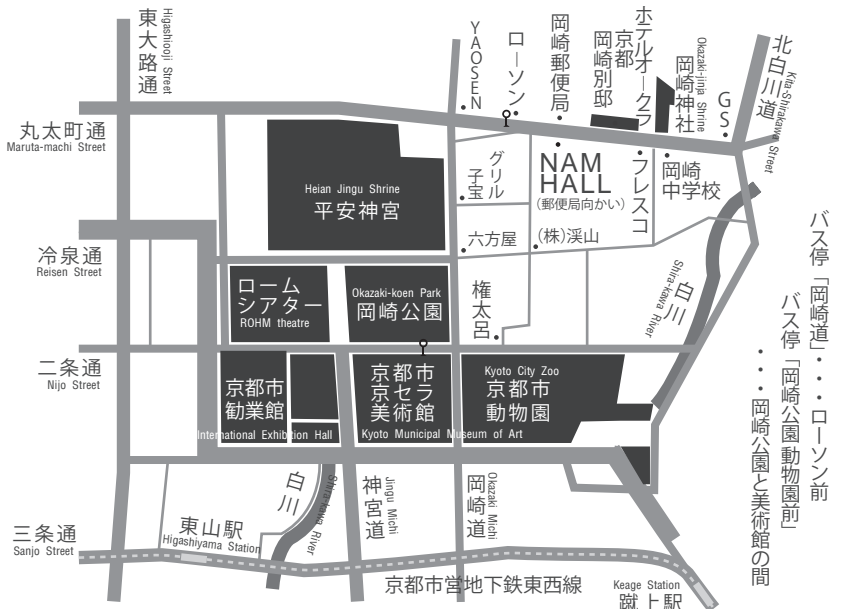 東大路通
Higashiooji Street
YAOSEN
ローソン
岡崎郵便局
京都
岡崎別邸
ホテルオークラ
岡崎神社
Okazaki-jinja Shrine
GS
北白川道
Kita-Shirakawa Street
丸太町通
Maruta-machi Street
Heian Jingu Shrine
平安神宮
グリル
子宝
NAM
HALL
(郵便局向かい)
フレスコ
岡崎
中学校
六方屋
(株)渓山
冷泉通
Reisen Street
ローム
シアター
ROHM theatre
Okazaki-koen Park
岡崎公園
権太呂
白川
Shira-kawa River
バス停「岡崎道」・・・ローソン前
バス停「岡崎公園 動物園前」
・・・岡崎公園と美術館の間
二条通
Nijo Street
京都市
勧業館
International Exhibition Hall
京都市
京セラ
美術館
Kyoto Municipal Museum of Art
Kyoto City Zoo
京都市
動物園
白川
Shira-kawa River
神宮道
Jingu Michi
岡崎道
Okazaki Michi
三条通
Sanjo Street
東山駅
Higashiyama Station
京都市営地下鉄東西線
Keage Station
蹴上駅